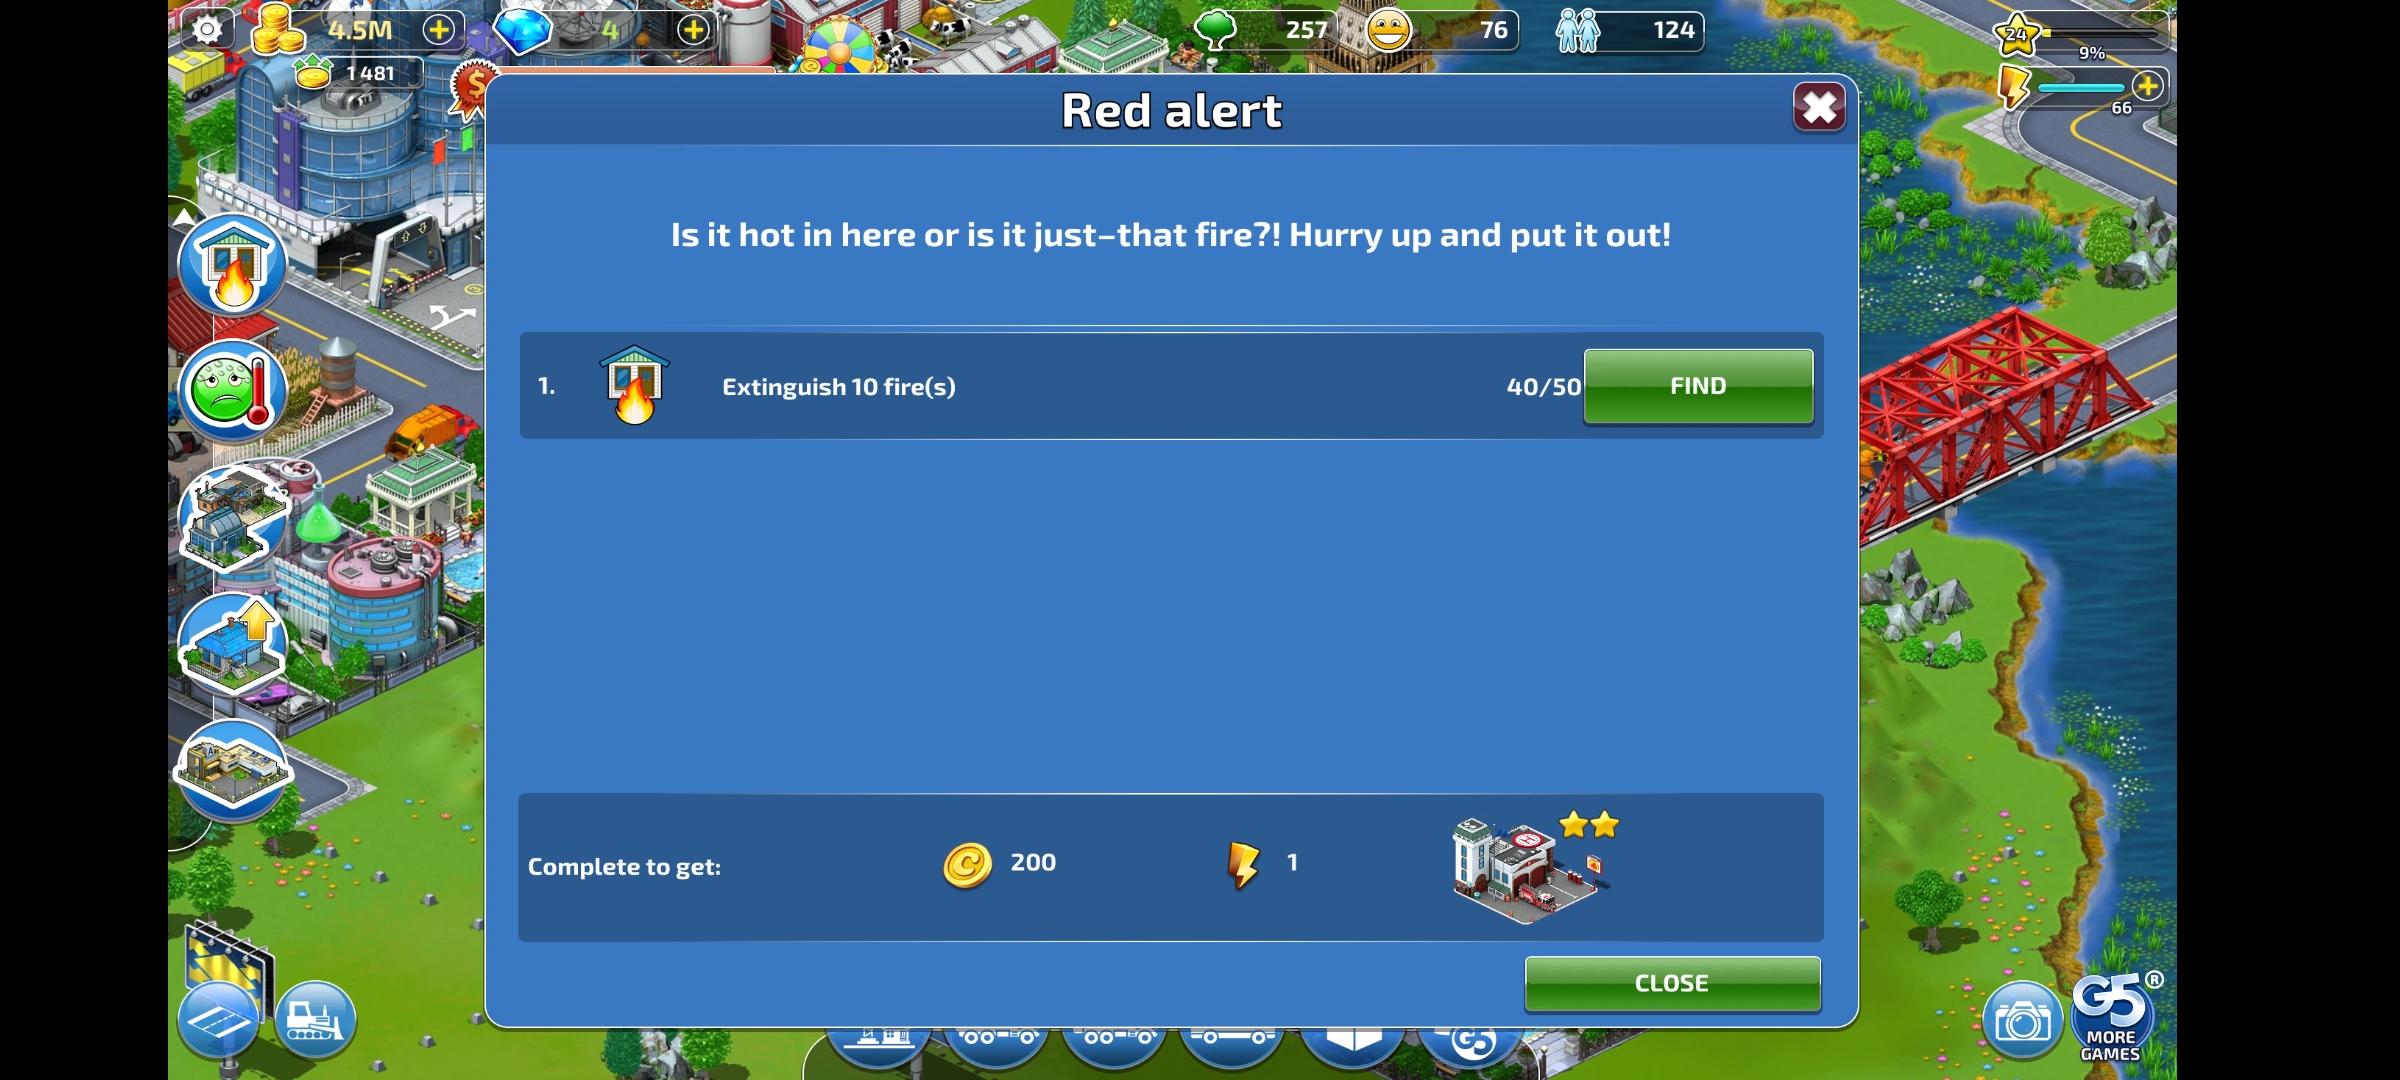 4.5M
4
257
76
124
24
9%
1 481
66
Red alert
Is it hot in here or is it just–that fire?! Hurry up and put it out!
1.
Extinguish 10 fire(s)
40/50
FIND
Complete to get:
200
1
CLOSE
G5
G5®
MORE
GAMES